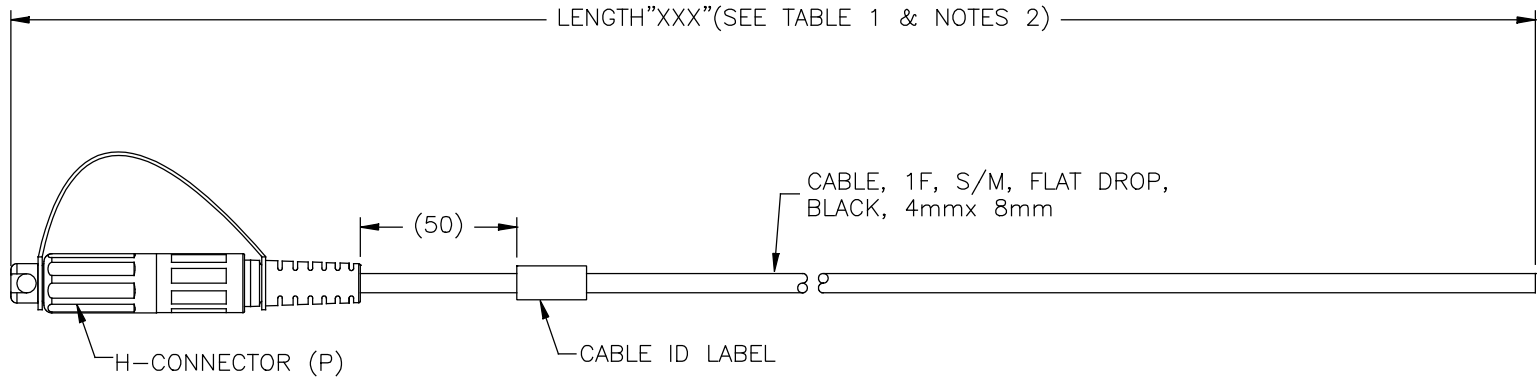 LENGTH"XXX"(SEE TABLE 1 & NOTES 2)
CABLE, 1F, S/M, FLAT DROP,
BLACK, 4mmx 8mm
(50)
H-CONNECTOR (P)
CABLE ID LABEL